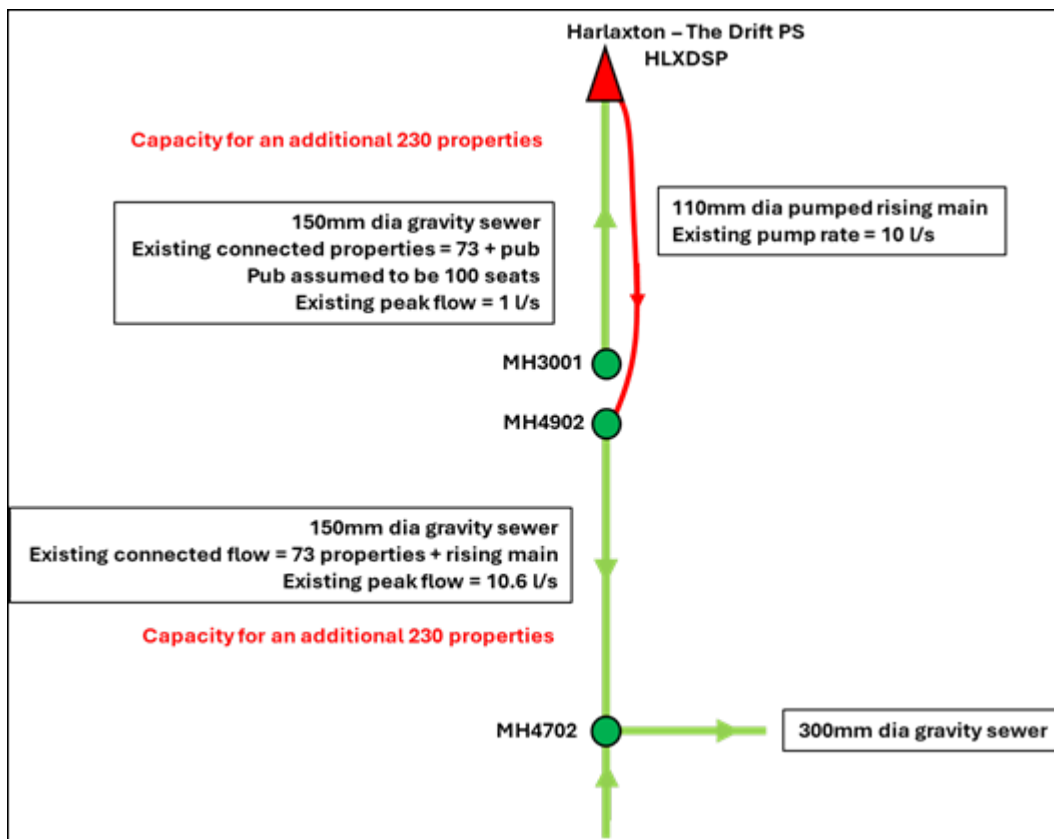 Harlaxton – The Drift PS
HLXDSP
Capacity for an additional 230 properties
150mm dia gravity sewer
Existing connected properties = 73 + pub
Pub assumed to be 100 seats
Existing peak flow = 1 l/s
110mm dia pumped rising main
Existing pump rate = 10 l/s
MH3001
MH4902
150mm dia gravity sewer
Existing connected flow = 73 properties + rising main
Existing peak flow = 10.6 l/s
Capacity for an additional 230 properties
MH4702
300mm dia gravity sewer